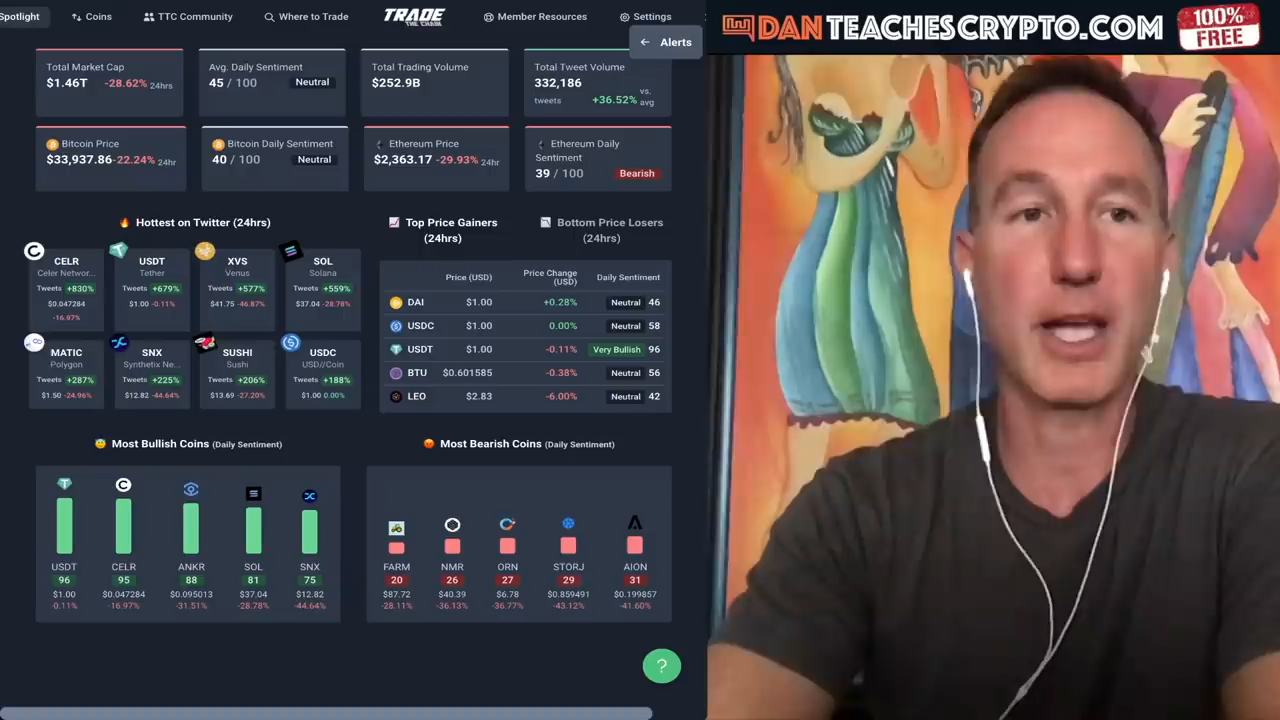 Spotlight
Coins
TTC Community
Where to Trade
TRADE
THE CHAIN
Member Resources
Settings
Alerts
DANTEACHESCRYPTO.COM
100%
FREE
Total Market Cap
$1.46T -28.62% 24hrs
Avg. Daily Sentiment
45 / 100 Neutral
Total Trading Volume
$252.9B
Total Tweet Volume
332,186
tweets +36.52% vs. avg
Bitcoin Price
$33,937.86 -22.24% 24hr
Bitcoin Daily Sentiment
40 / 100 Neutral
Ethereum Price
$2,363.17 -29.93% 24hr
Ethereum Daily
Sentiment
39 / 100 Bearish
Hottest on Twitter (24hrs)
CELR
Celer Networ...
Tweets +830%
$0.047284
-16.97%
USDT
Tether
Tweets +679%
$1.00 -0.11%
XVS
Venus
Tweets +577%
$41.75 -46.87%
SOL
Solana
Tweets +559%
$37.04 -28.78%
MATIC
Polygon
Tweets +287%
$1.50 -24.96%
SNX
Synthetix Ne...
Tweets +225%
$12.82 -44.64%
SUSHI
Sushi
Tweets +206%
$13.69 -27.20%
USDC
USD//Coin
Tweets +188%
$1.00 0.00%
Top Price Gainers
(24hrs)
Bottom Price Losers
(24hrs)
Price (USD) Price Change (USD) Daily Sentiment
DAI $1.00 +0.28% Neutral 46
USDC $1.00 0.00% Neutral 58
USDT $1.00 -0.11% Very Bullish 96
BTU $0.601585 -0.38% Neutral 56
LEO $2.83 -6.00% Neutral 42
Most Bullish Coins (Daily Sentiment)
USDT CELR ANKR SOL SNX
96 95 88 81 75
$1.00 $0.047284 $0.095013 $37.04 $12.82
-0.11% -16.97% -31.51% -28.78% -44.64%
Most Bearish Coins (Daily Sentiment)
FARM NMR ORN STORJ AION
20 26 27 29 31
$87.72 $40.39 $6.78 $0.859491 $0.199857
-28.11% -36.13% -36.77% -43.12% -41.60%
?